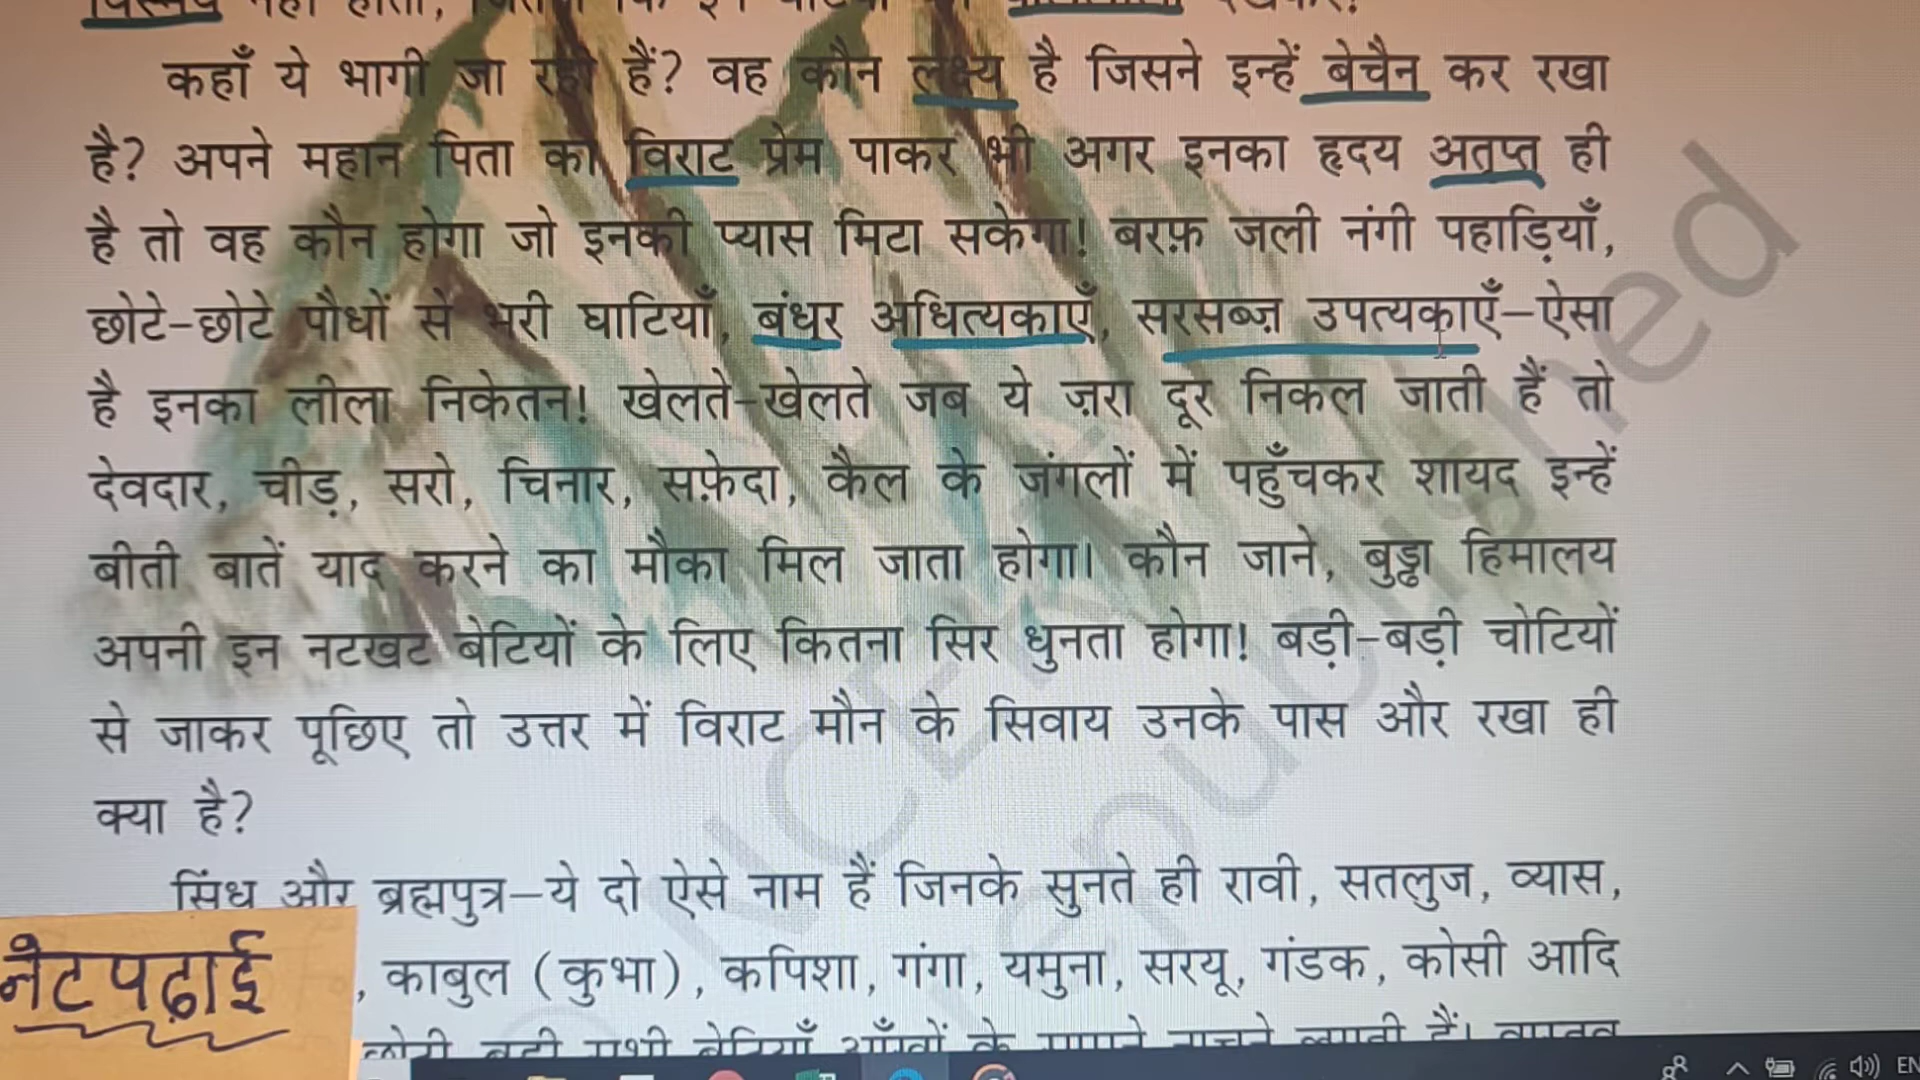 कहाँ ये भागी जा रही हैं? वह कौन लक्ष्य है जिसने इन्हें बेचैन कर रखा
है? अपने महान पिता का विराट प्रेम पाकर भी अगर इनका हृदय अतृप्त ही
है तो वह कौन होगा जो इनकी प्यास मिटा सकेगा! बरफ़ जली नंगी पहाड़ियाँ,
छोटे-छोटे पौधों से भरी घाटियाँ, बंधुर अधित्यकाएँ, सरसब्ज़ उपत्यकाएँ–ऐसा
है इनका लीला निकेतन! खेलते-खेलते जब ये ज़रा दूर निकल जाती हैं तो
देवदार, चीड़, सरो, चिनार, सफ़ेदा, कैल के जंगलों में पहुँचकर शायद इन्हें
बीती बातें याद करने का मौका मिल जाता होगा। कौन जाने, बुड्ढा हिमालय
अपनी इन नटखट बेटियों के लिए कितना सिर धुनता होगा! बड़ी-बड़ी चोटियों
से जाकर पूछिए तो उत्तर में विराट मौन के सिवाय उनके पास और रखा ही
क्या है?
सिंधु और ब्रह्मपुत्र–ये दो ऐसे नाम हैं जिनके सुनते ही रावी, सतलुज, व्यास,
, काबुल (कुभा), कपिशा, गंगा, यमुना, सरयू, गंडक, कोसी आदि
नेट पढ़ाई
EN